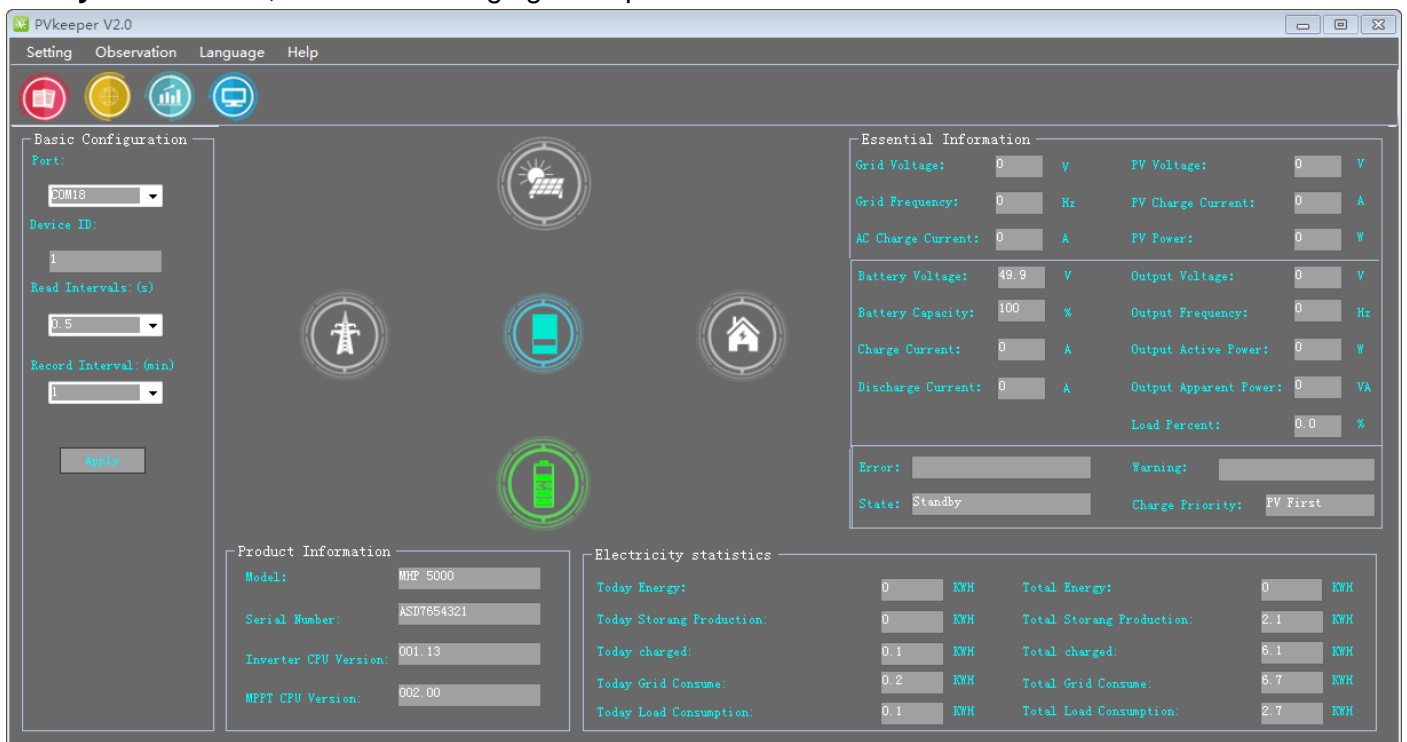 PVkeeper V2.0
Setting Observation Language Help
Basic Configuration
Port:
COM18
Device ID:
1
Read Intervals:(s)
0.5
Record Interval:(min)
1
Apply
Essential Information
Grid Voltage: 0 V PV Voltage: 0 V
Grid Frequency: 0 Hz PV Charge Current: 0 A
AC Charge Current: 0 A PV Power: 0 W
Battery Voltage: 49.9 V Output Voltage: 0 V
Battery Capacity: 100 % Output Frequency: 0 Hz
Charge Current: 0 A Output Active Power: 0 W
Discharge Current: 0 A Output Apparent Power: 0 VA
Load Percent: 0.0 %
Error: Warning:
State: Standby Charge Priority: PV First
Product Information
Model: MHP 5000
Serial Number: ASD7654321
Inverter CPU Version: 001.13
MPPT CPU Version: 002.00
Electricity statistics
Today Energy: 0 KWH Total Energy: 0 KWH
Today Storang Production: 0 KWH Total Storang Production: 2.1 KWH
Today charged: 0.1 KWH Total charged: 6.1 KWH
Today Grid Consume: 0.2 KWH Total Grid Consume: 6.7 KWH
Today Load Consumption: 0.1 KWH Total Load Consumption: 2.7 KWH